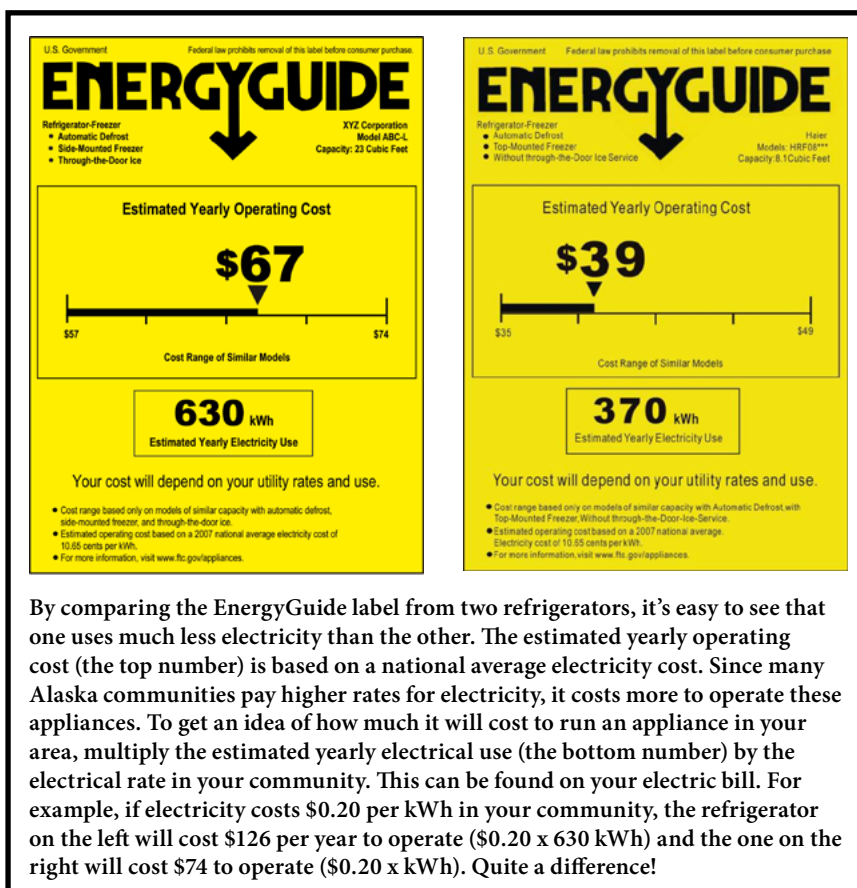 U.S. Government Federal law prohibits removal of this label before consumer purchase.
ENERGYGUIDE
Refrigerator-Freezer
• Automatic Defrost
• Side-Mounted Freezer
• Through-the-Door Ice
XYZ Corporation
Model ABC-L
Capacity: 23 Cubic Feet
Estimated Yearly Operating Cost
$67
$57
$74
Cost Range of Similar Models
630 kWh
Estimated Yearly Electricity Use
Your cost will depend on your utility rates and use.
• Cost range based only on models of similar capacity with automatic defrost,
side-mounted freezer, and through-the-door ice.
• Estimated operating cost based on a 2007 national average electricity cost of
10.65 cents per kWh.
• For more information, visit www.ftc.gov/appliances.
U.S. Government Federal law prohibits removal of this label before consumer purchase
ENERGYGUIDE
Refrigerator-Freezer
• Automatic Defrost
• Top-Mounted Freezer
• Without through-the-Door Ice Service
Haier
Models: HRF08***
Capacity:8.1Cubic Feet
Estimated Yearly Operating Cost
$39
$35
$49
Cost Range of Similar Models
370 kWh
Estimated Yearly Electricity Use
Your cost will depend on your utility rates and use.
• Cost range based only on models of similar capacity with Automatic Defrost,with
Top-Mounted Freezer,Without through-the-Door-Ice-Service.
• Estimated operating cost based on a 2007 national average.
Electricity cost of 10.65 cents per kWh.
• For more information,visit www.ftc.gov/appliances.
By comparing the EnergyGuide label from two refrigerators, it’s easy to see that
one uses much less electricity than the other. The estimated yearly operating
cost (the top number) is based on a national average electricity cost. Since many
Alaska communities pay higher rates for electricity, it costs more to operate these
appliances. To get an idea of how much it will cost to run an appliance in your
area, multiply the estimated yearly electrical use (the bottom number) by the
electrical rate in your community. This can be found on your electric bill. For
example, if electricity costs $0.20 per kWh in your community, the refrigerator
on the left will cost $126 per year to operate ($0.20 x 630 kWh) and the one on the
right will cost $74 to operate ($0.20 x kWh). Quite a difference!